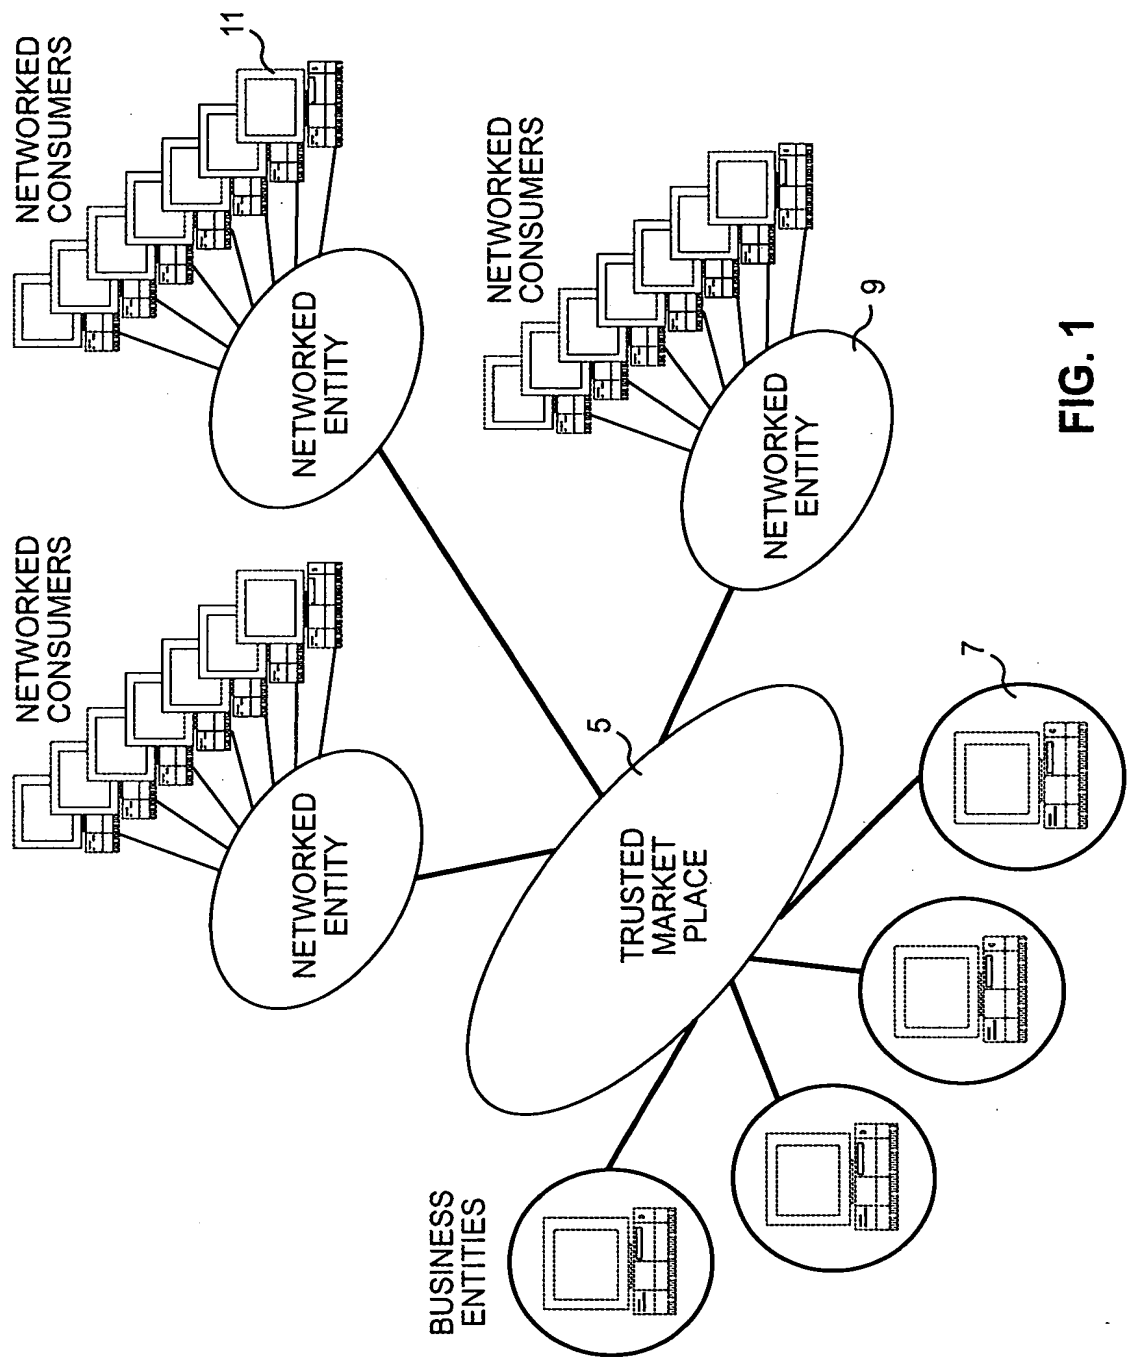 NETWORKED
CONSUMERS
NETWORKED
CONSUMERS
11
NETWORKED
ENTITY
NETWORKED
ENTITY
NETWORKED
CONSUMERS
BUSINESS
ENTITIES
TRUSTED
MARKET
PLACE
5
NETWORKED
ENTITY
9
7
FIG. 1